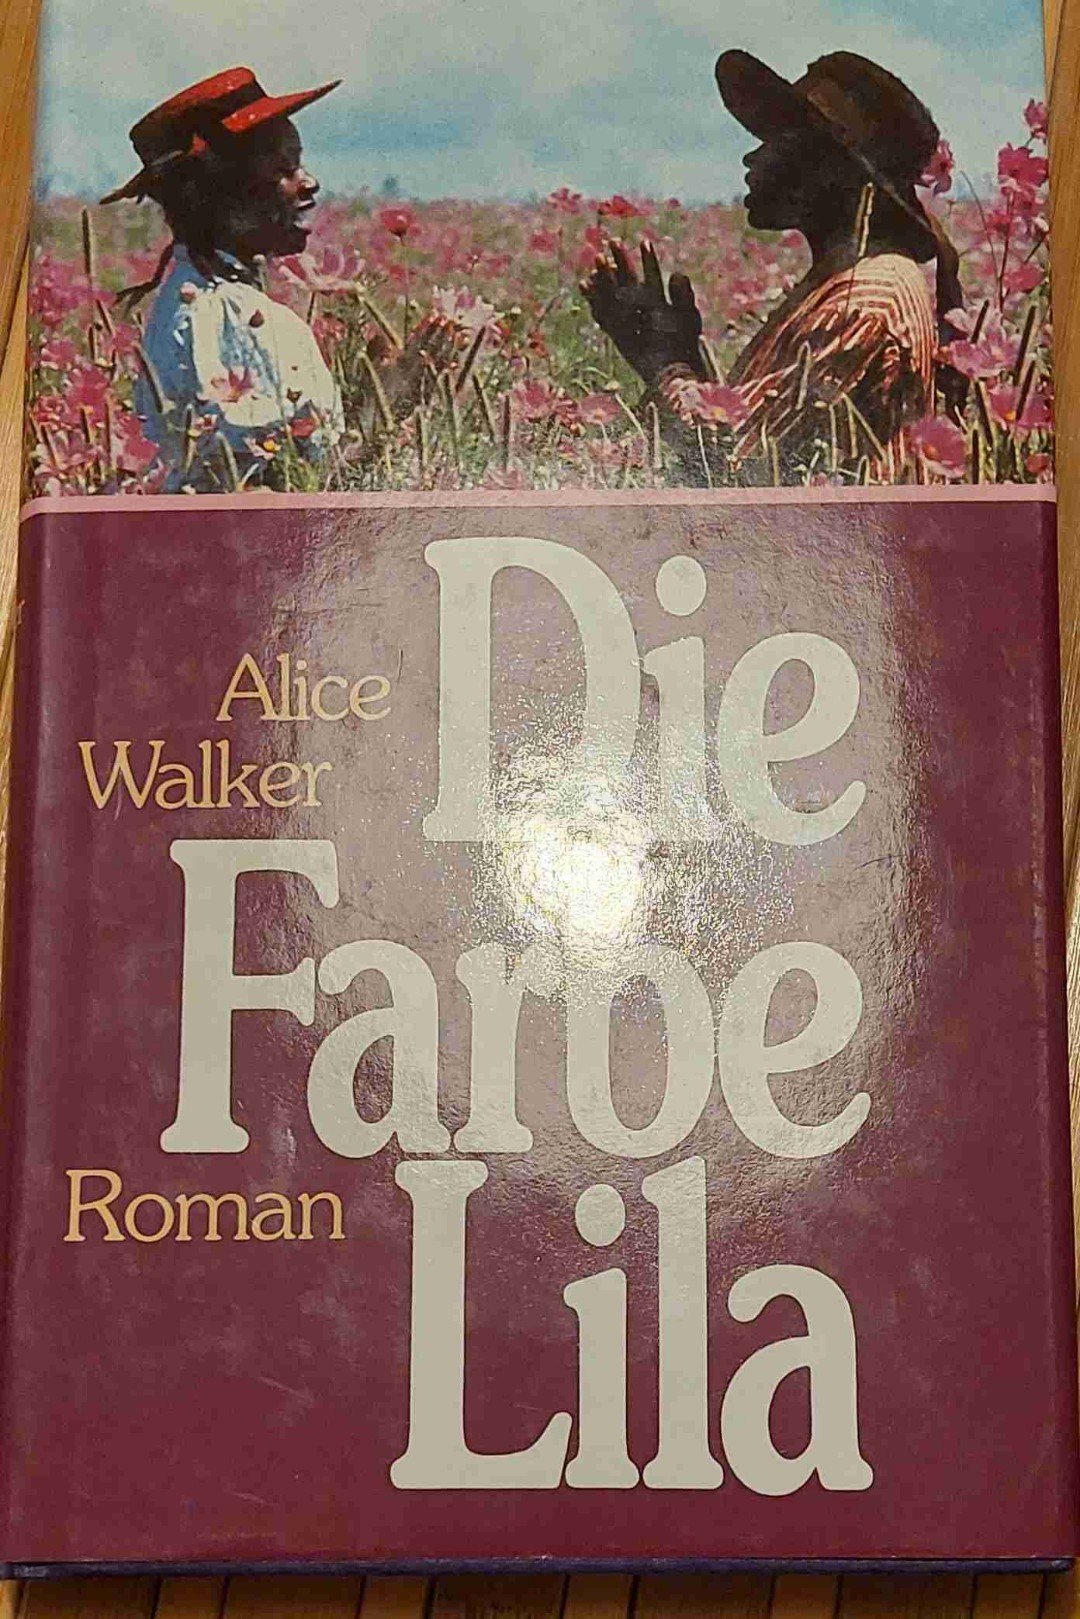 Alice
Walker
Die
Farbe
Lila
Roman